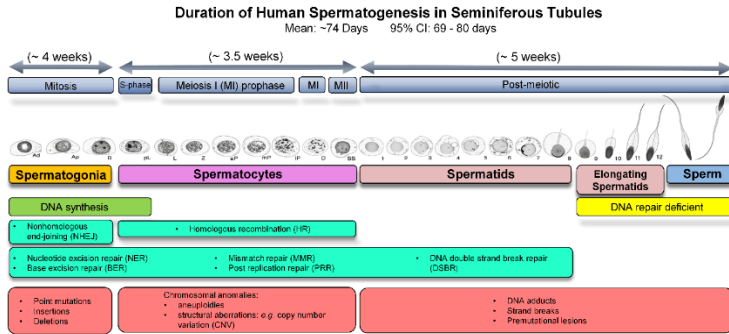 Duration of Human Spermatogenesis in Seminiferous Tubules
Mean: ~74 Days 95% CI: 69 - 80 days
(~ 4 weeks) (~ 3.5 weeks) (~ 5 weeks)
Mitosis S-phase Meiosis I (MI) prophase MI MII Post-meiotic
Ad Ap B pL L Z eP mP lP D SS 1 2 3 4 5 6 7 8 9 10 11 12
Spermatogonia Spermatocytes Spermatids Elongating Spermatids Sperm
DNA synthesis DNA repair deficient
• Nonhomologous end-joining (NHEJ)
• Homologous recombination (HR)
• Nucleotide excision repair (NER)
• Base excision repair (BER)
• Mismatch repair (MMR)
• Post replication repair (PRR)
• DNA double strand break repair (DSBR)
• Point mutations
• Insertions
• Deletions
Chromosomal anomalies:
• aneuploidies
• structural aberrations: e.g. copy number
variation (CNV)
• DNA adducts
• Strand breaks
• Premutational lesions